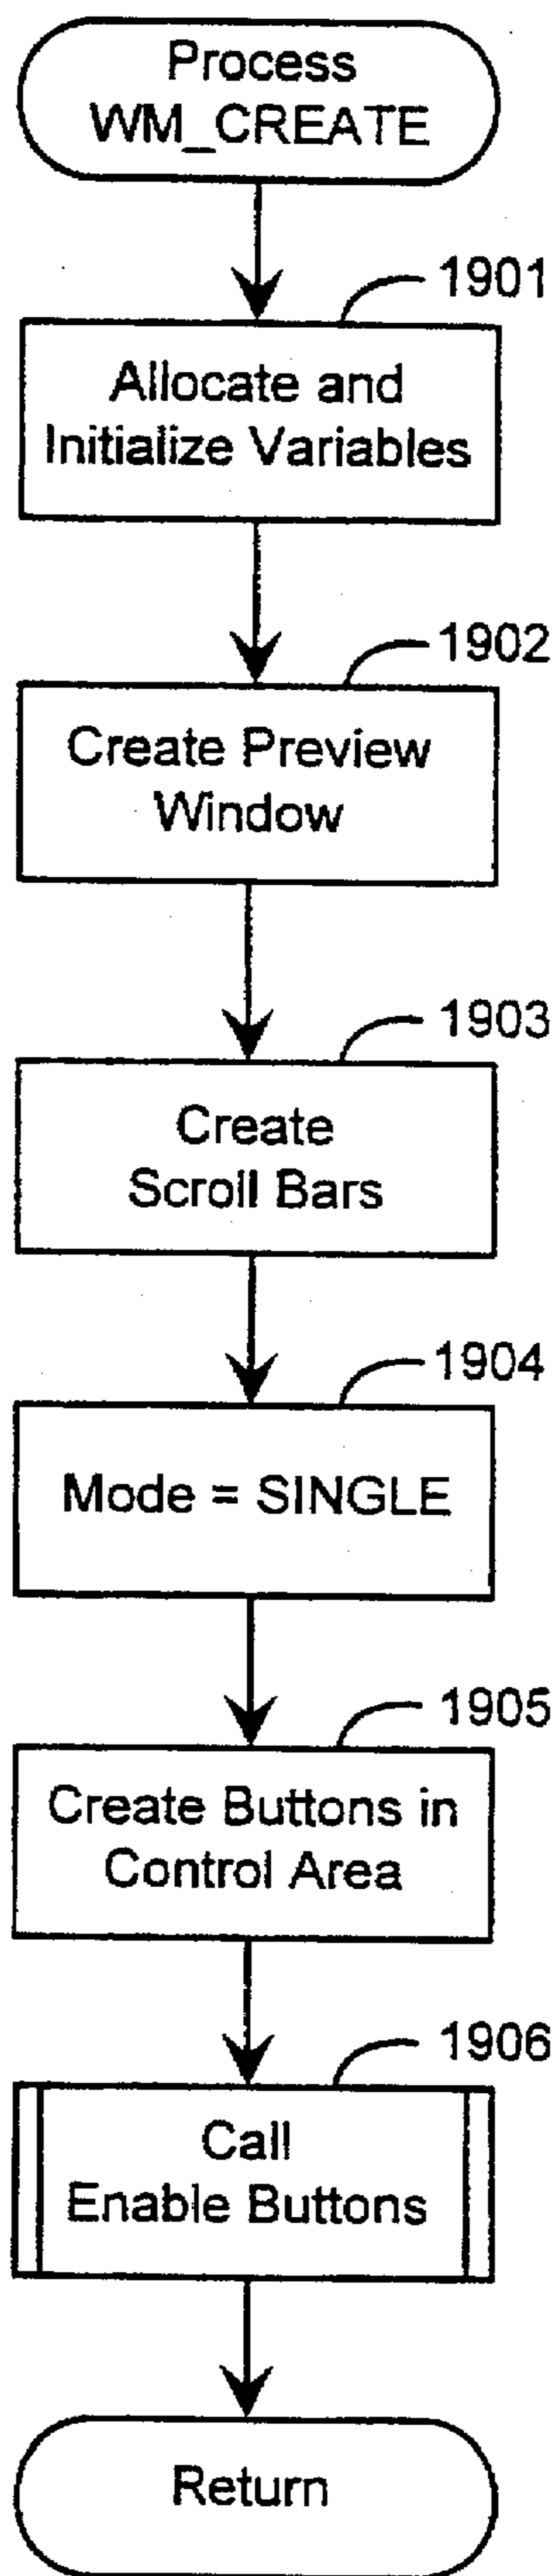 Process
WM_CREATE
1901
Allocate and
Initialize Variables
1902
Create Preview
Window
1903
Create
Scroll Bars
1904
Mode = SINGLE
1905
Create Buttons in
Control Area
1906
Call
Enable Buttons
Return